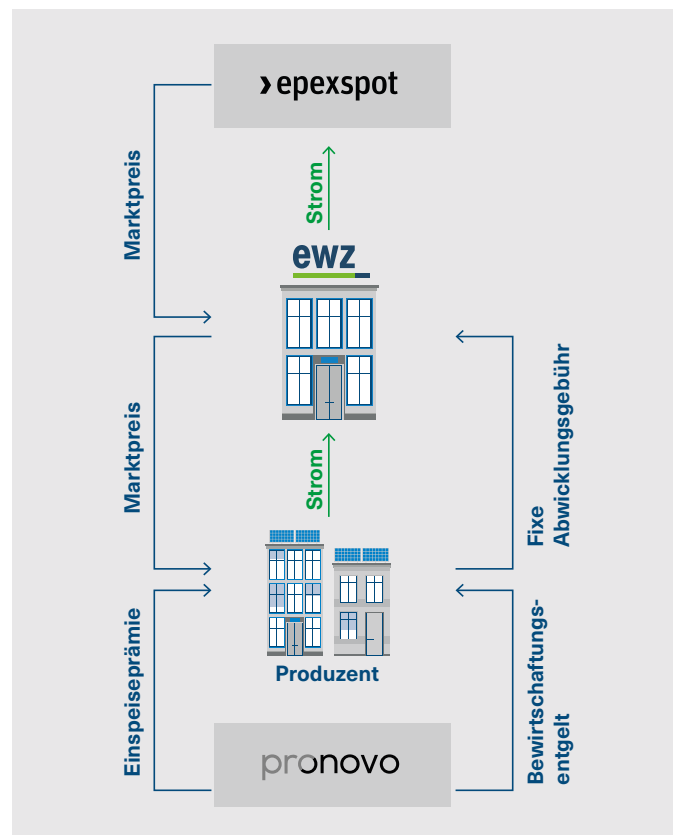 epexspot
Marktpreis
Strom
ewz
Marktpreis
Strom
Fixe
Abwicklungsgebühr
Produzent
Einspeiseprämie
Bewirtschaftungs-
entgelt
pronovo